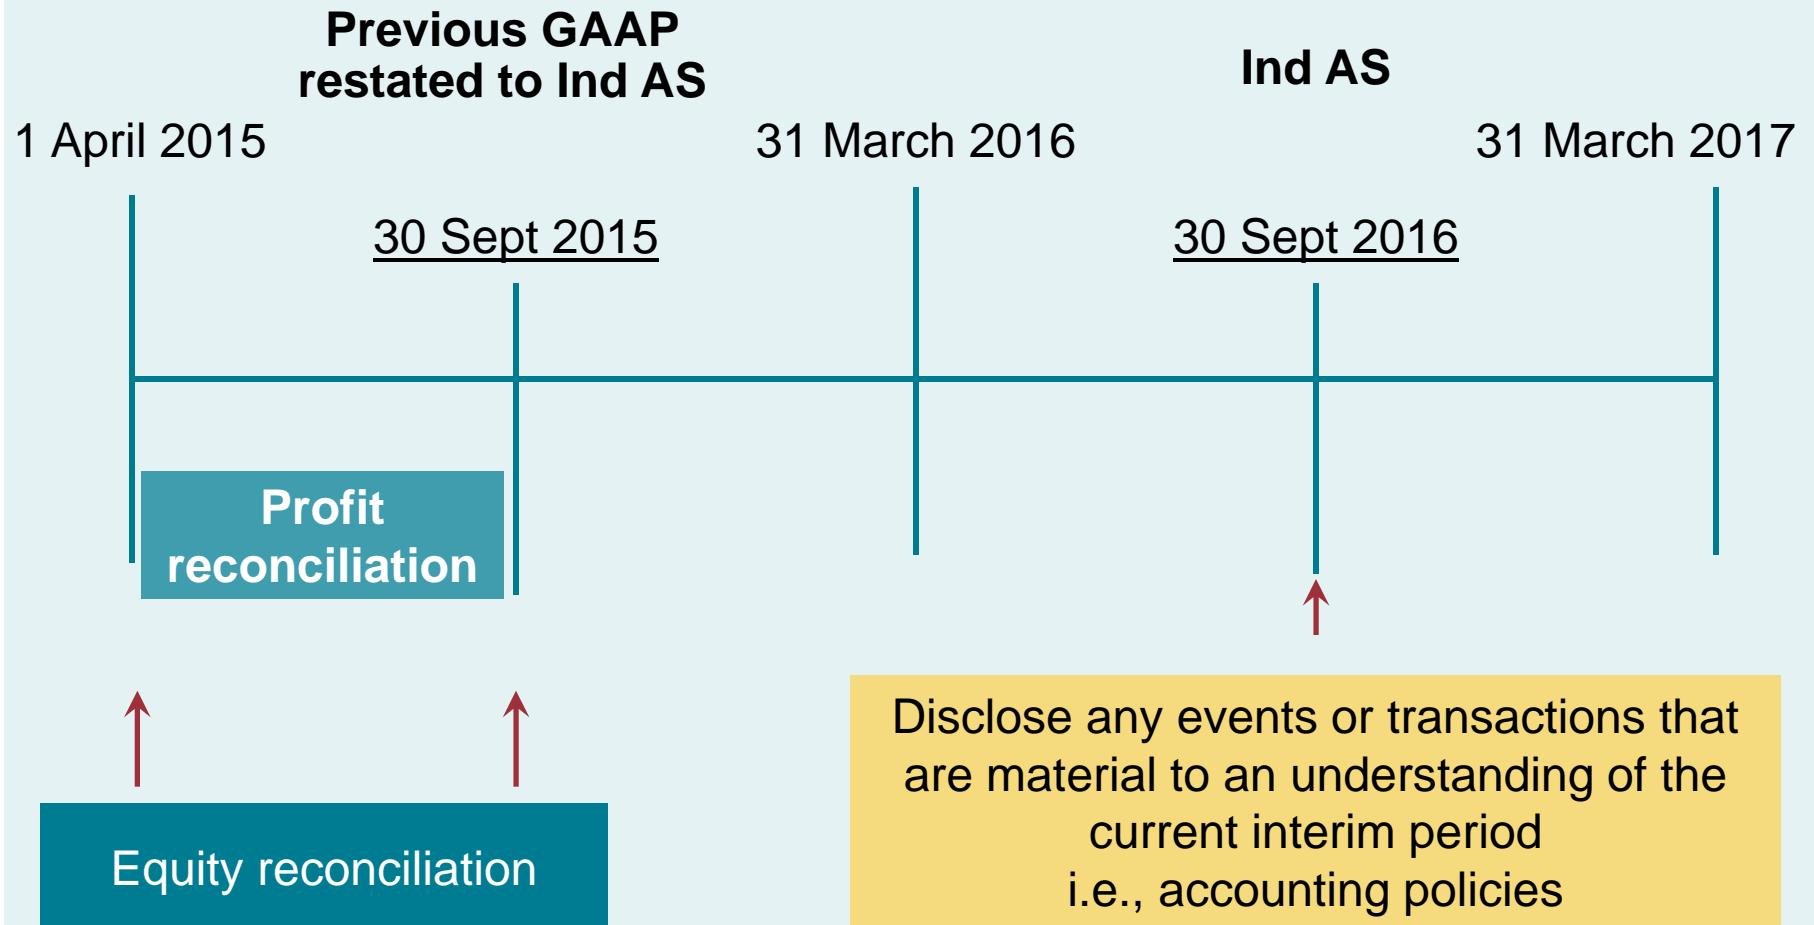 Previous GAAP
restated to Ind AS
Ind AS
1 April 2015
31 March 2016
31 March 2017
30 Sept 2015
30 Sept 2016
Profit
reconciliation
Equity reconciliation
Disclose any events or transactions that
are material to an understanding of the
current interim period
i.e., accounting policies